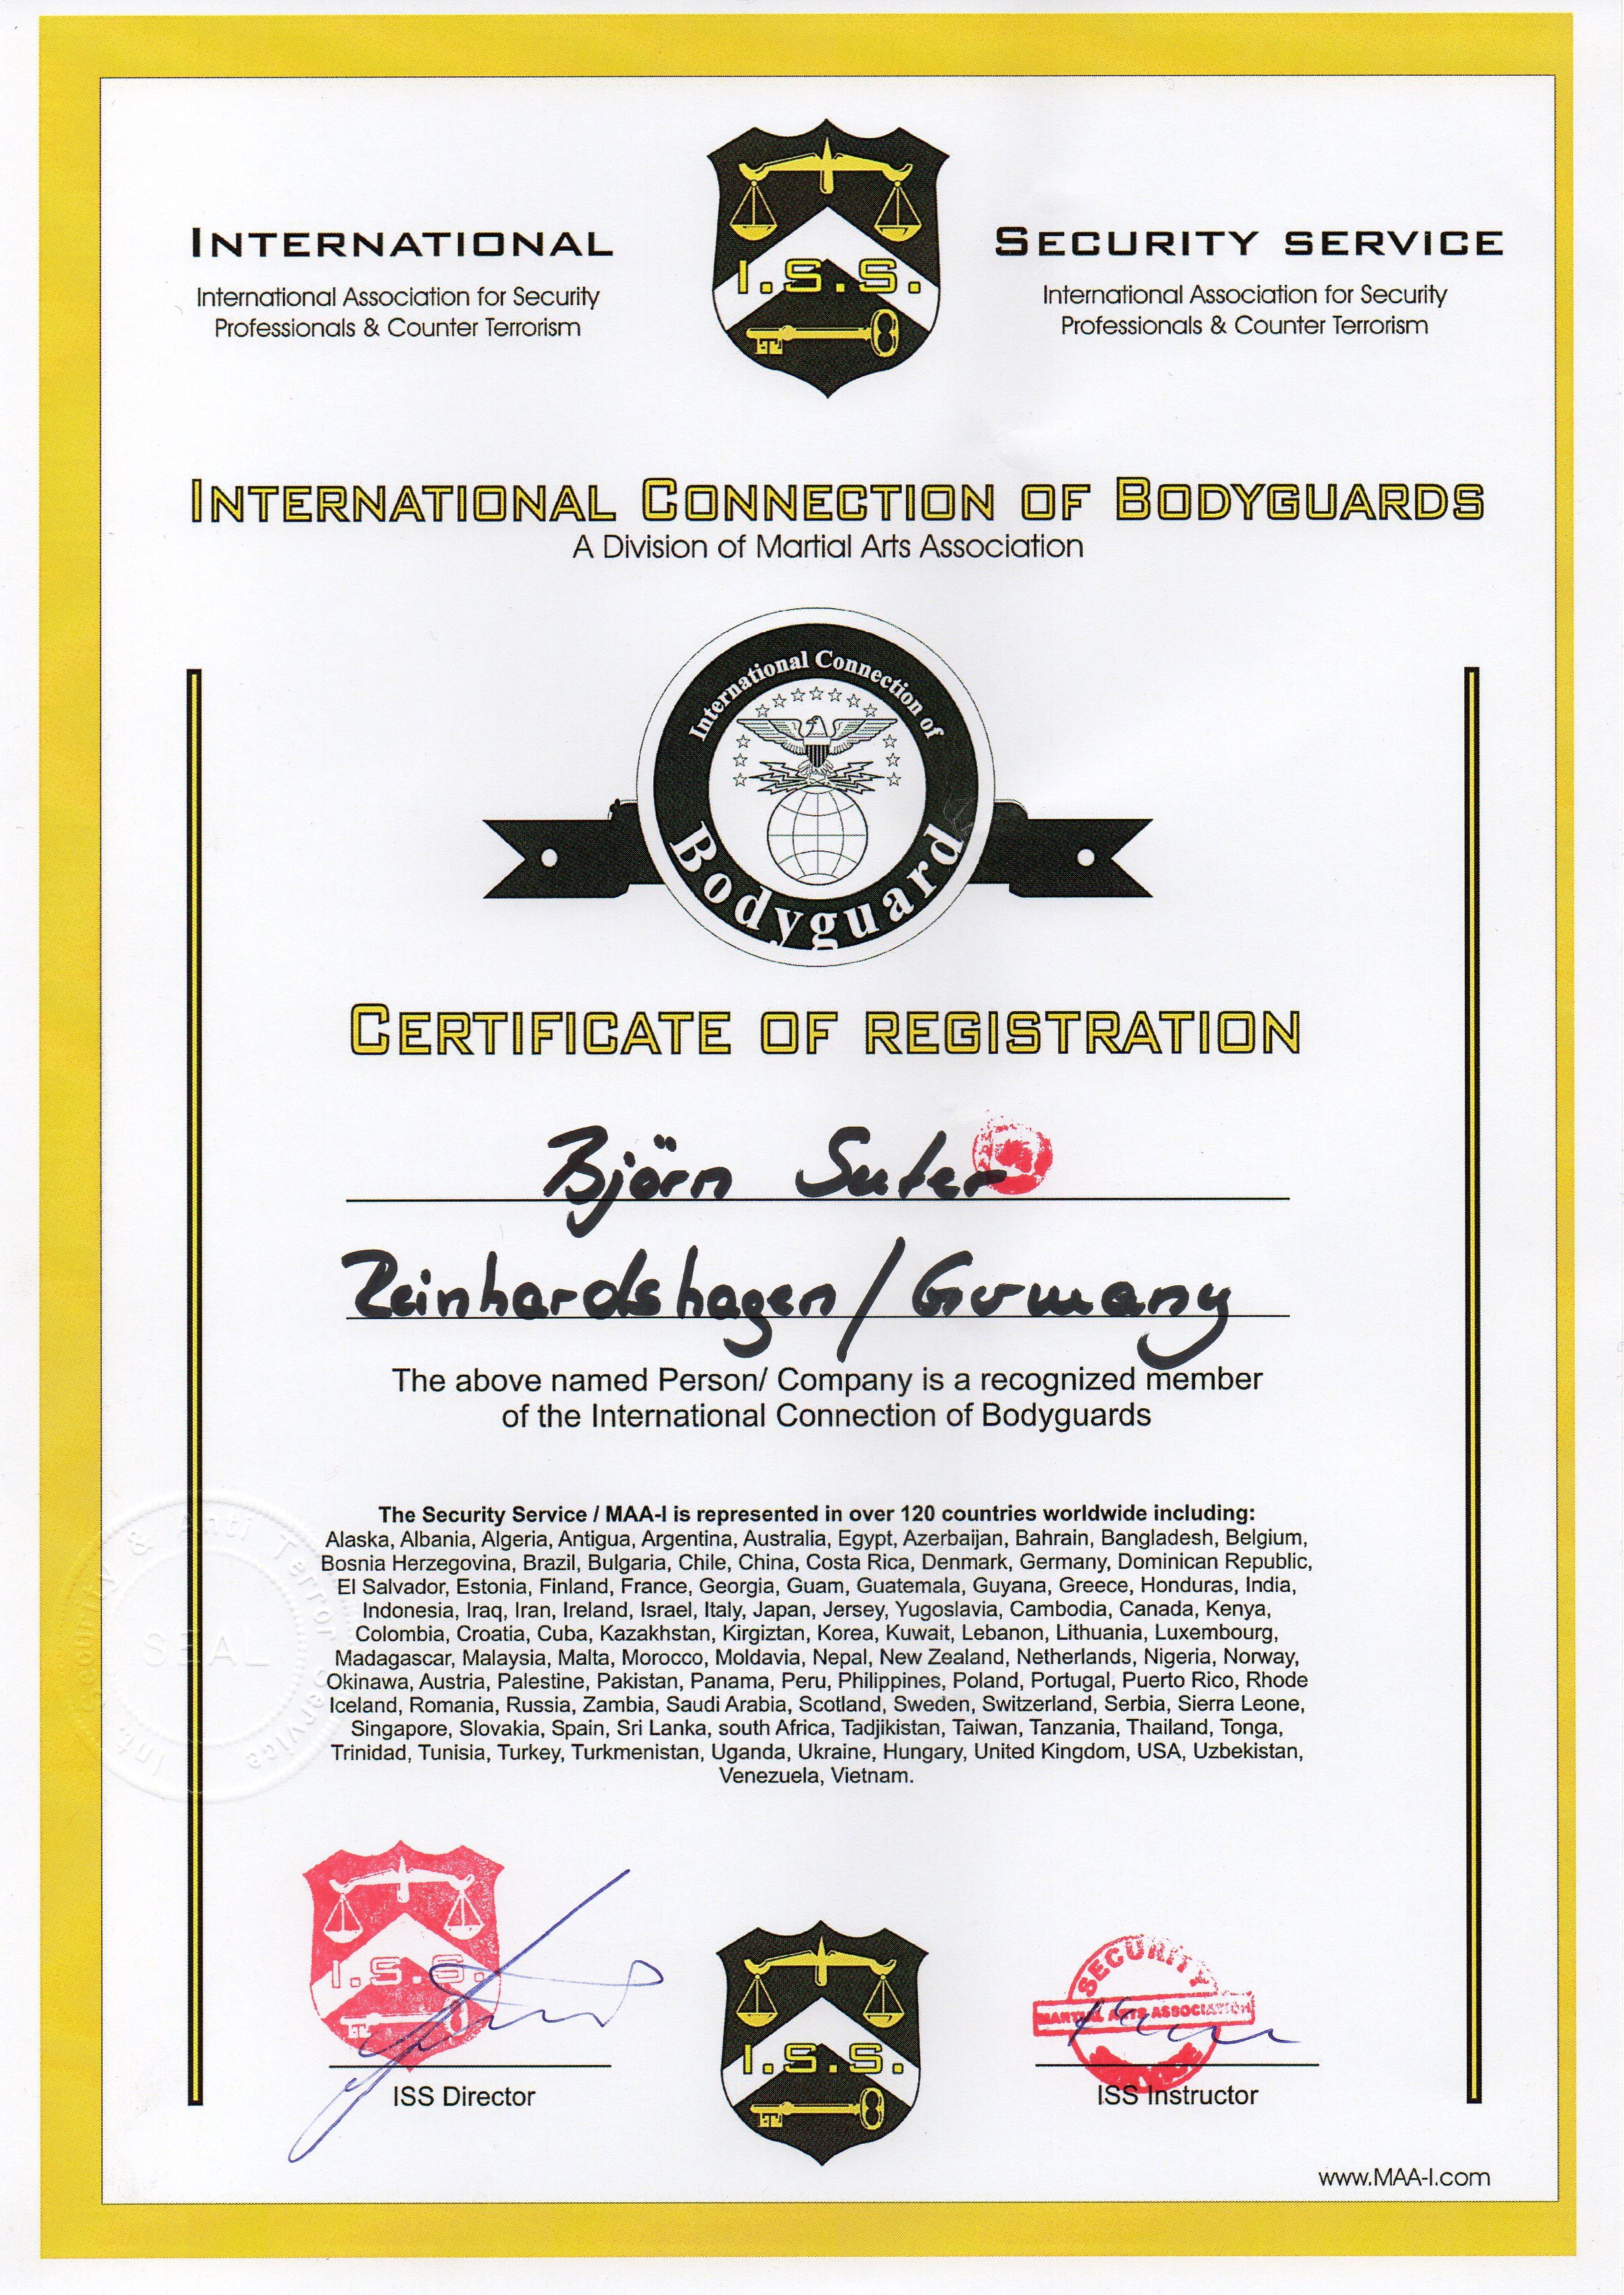 INTERNATIONAL
International Association for Security
Professionals & Counter Terrorism
I.S.S.
SECURITY SERVICE
International Association for Security
Professionals & Counter Terrorism
INTERNATIONAL CONNECTION OF BODYGUARDS
A Division of Martial Arts Association
International Connection of
Bodyguard
CERTIFICATE OF REGISTRATION
Björn Suter
Reinhardshagen / Germany
The above named Person/ Company is a recognized member
of the International Connection of Bodyguards
The Security Service / MAA-I is represented in over 120 countries worldwide including:
Alaska, Albania, Algeria, Antigua, Argentina, Australia, Egypt, Azerbaijan, Bahrain, Bangladesh, Belgium,
Bosnia Herzegovina, Brazil, Bulgaria, Chile, China, Costa Rica, Denmark, Germany, Dominican Republic,
El Salvador, Estonia, Finland, France, Georgia, Guam, Guatemala, Guyana, Greece, Honduras, India,
Indonesia, Iraq, Iran, Ireland, Israel, Italy, Japan, Jersey, Yugoslavia, Cambodia, Canada, Kenya,
Colombia, Croatia, Cuba, Kazakhstan, Kirgiztan, Korea, Kuwait, Lebanon, Lithuania, Luxembourg,
Madagascar, Malaysia, Malta, Morocco, Moldavia, Nepal, New Zealand, Netherlands, Nigeria, Norway,
Okinawa, Austria, Palestine, Pakistan, Panama, Peru, Philippines, Poland, Portugal, Puerto Rico, Rhode
Iceland, Romania, Russia, Zambia, Saudi Arabia, Scotland, Sweden, Switzerland, Serbia, Sierra Leone,
Singapore, Slovakia, Spain, Sri Lanka, south Africa, Tadjikistan, Taiwan, Tanzania, Thailand, Tonga,
Trinidad, Tunisia, Turkey, Turkmenistan, Uganda, Ukraine, Hungary, United Kingdom, USA, Uzbekistan,
Venezuela, Vietnam.
Int. Security & Anti Terror Service
SEAL
I.S.S.
ISS Director
I.S.S.
SECURITY
MARTIAL ARTS ASSOCIATION
ISS Instructor
www.MAA-I.com